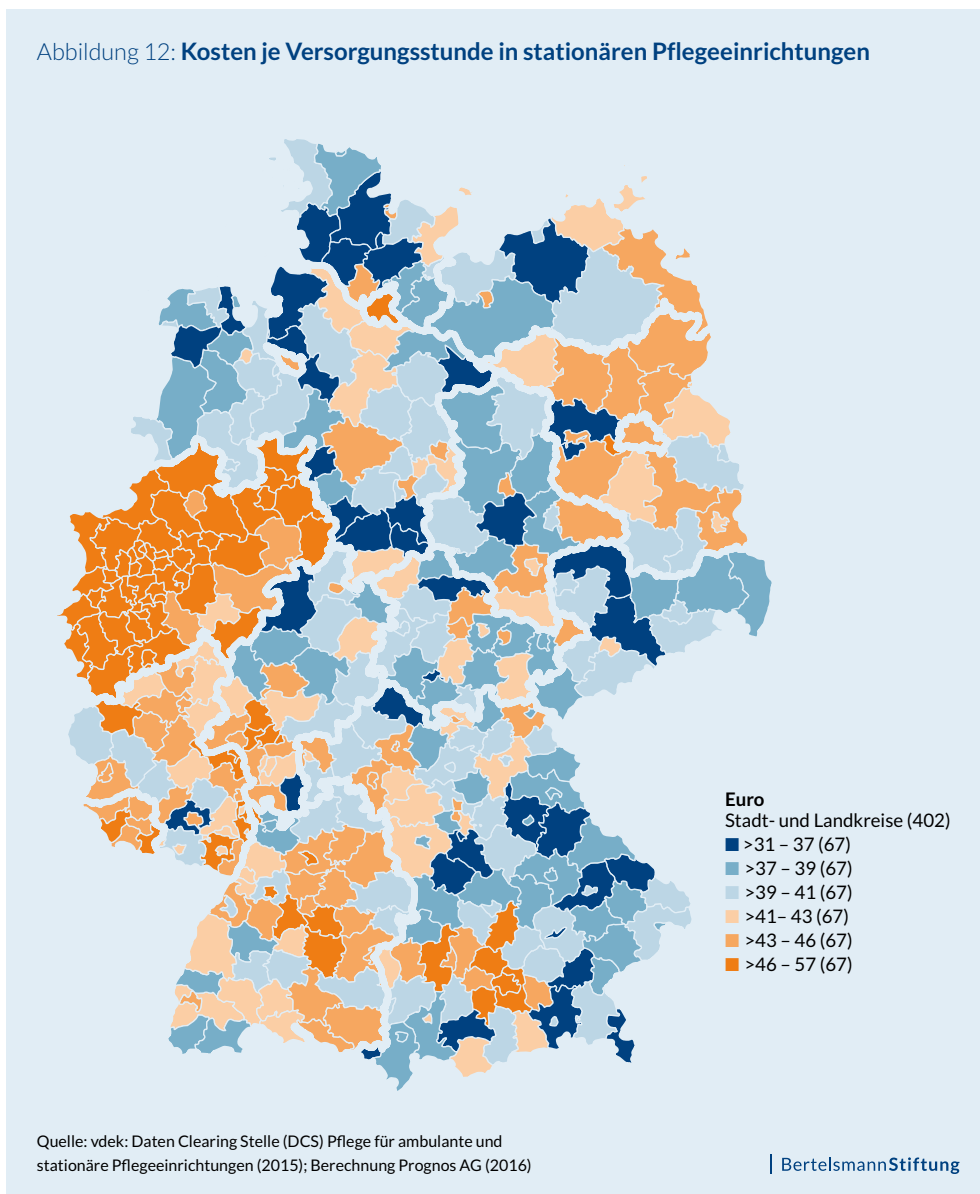 Abbildung 12: Kosten je Versorgungsstunde in stationären Pflegeeinrichtungen
Euro
Stadt- und Landkreise (402)
>31 – 37 (67)
>37 – 39 (67)
>39 – 41 (67)
>41– 43 (67)
>43 – 46 (67)
>46 – 57 (67)
Quelle: vdek: Daten Clearing Stelle (DCS) Pflege für ambulante und
stationäre Pflegeeinrichtungen (2015); Berechnung Prognos AG (2016)
BertelsmannStiftung